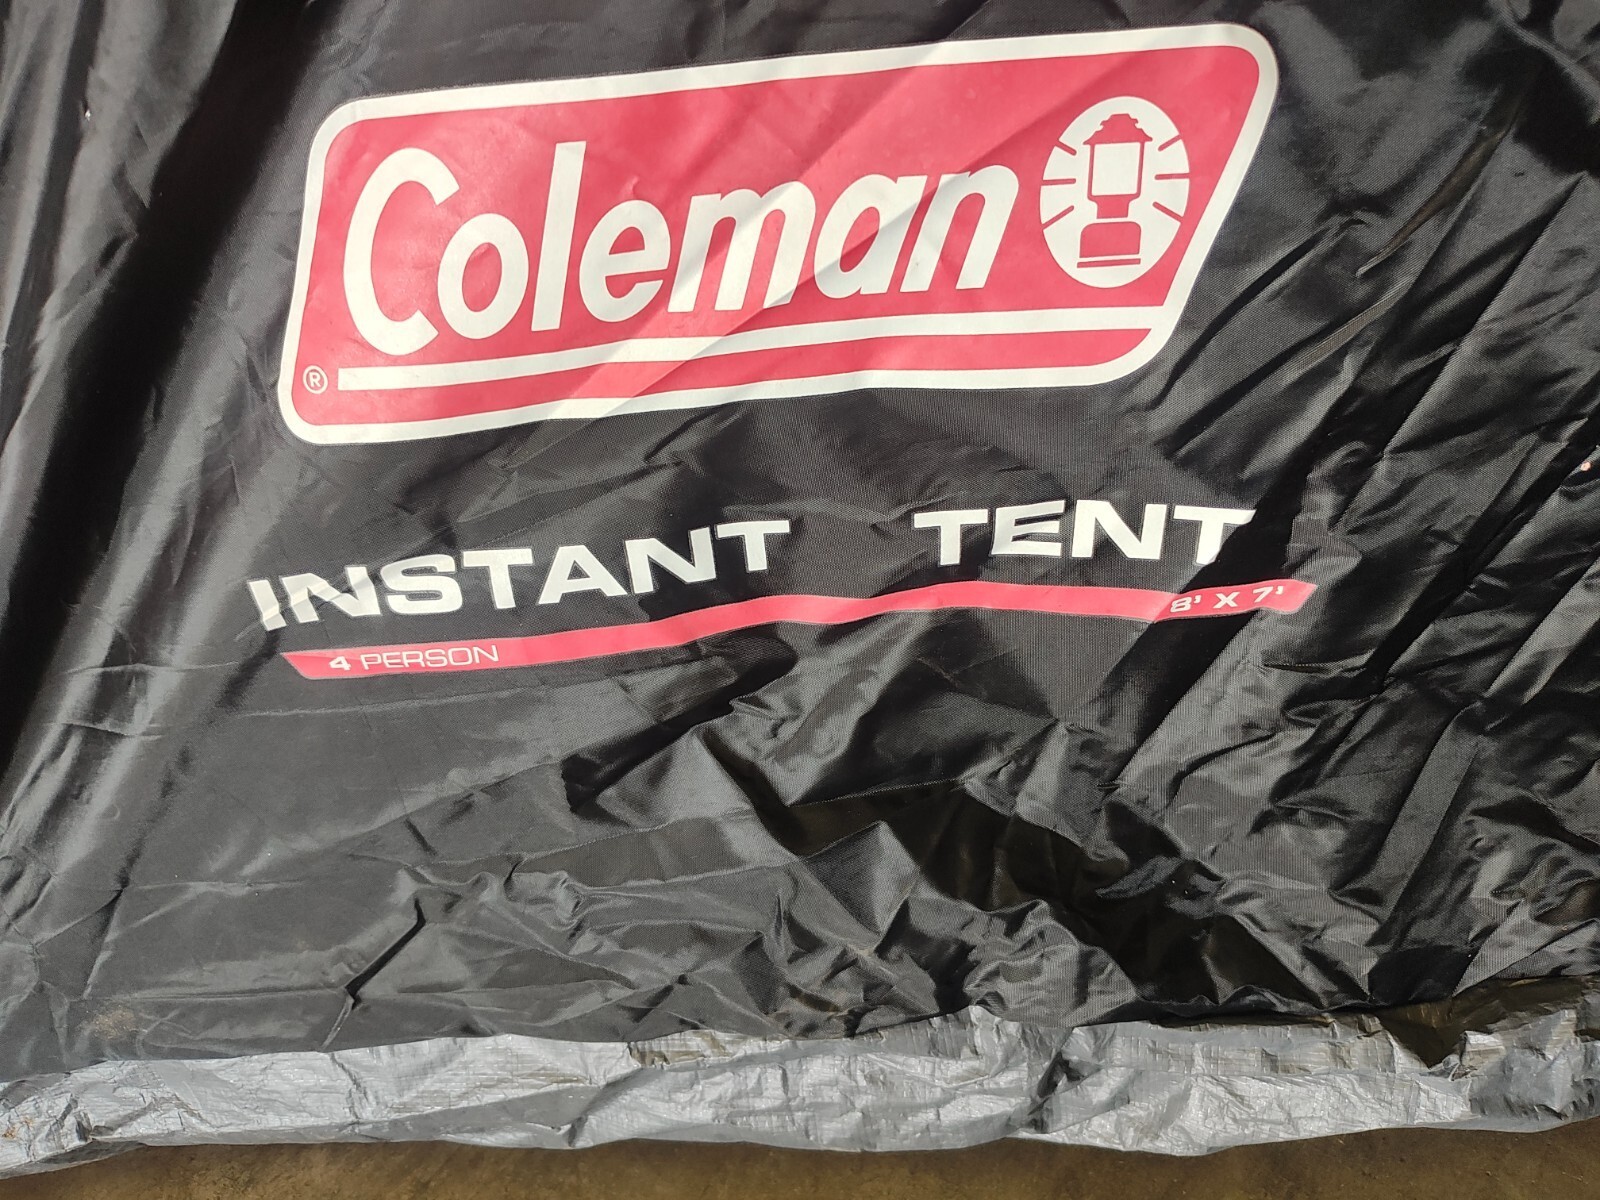 Coleman
®
INSTANT TENT
4 PERSON 8' X 7'